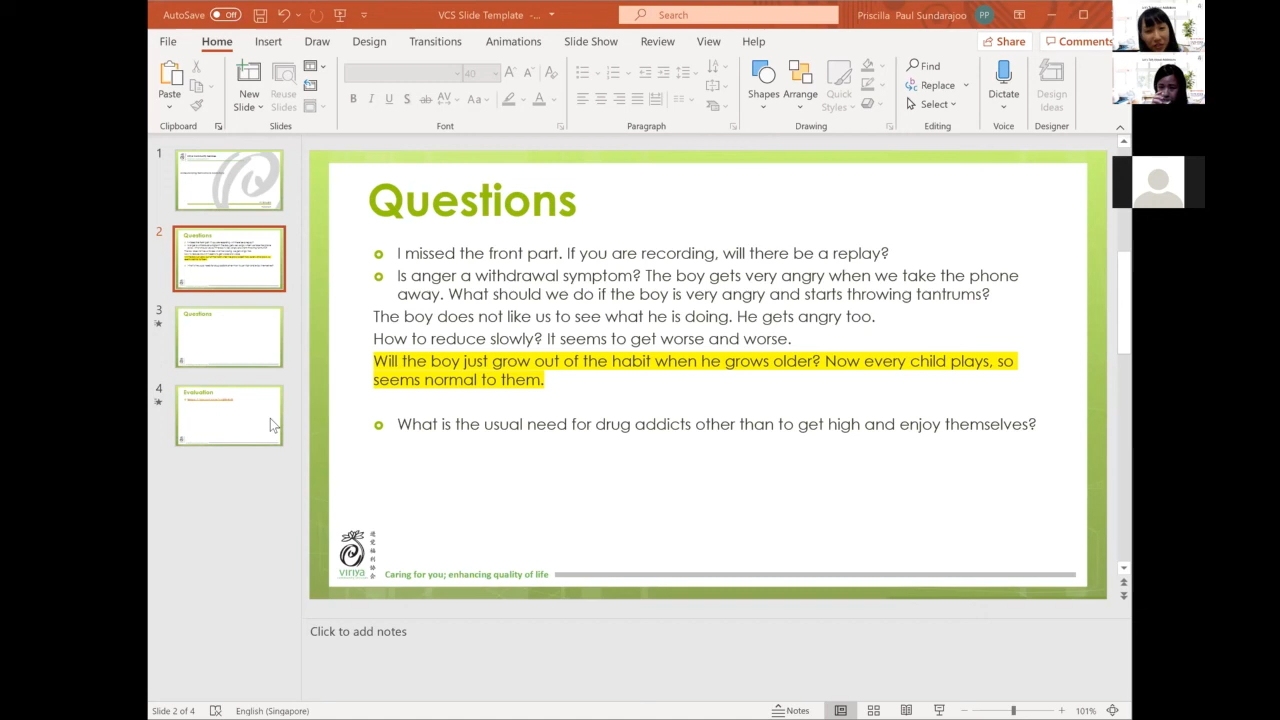 AutoSave Off VCS Slide Template -... Search Priscilla Paul Sundarajoo PP
File Home Insert Draw Design Transitions Animations Slide Show Review View Help Share Comments
Paste New Slide Reuse Slides Shapes Arrange Quick Styles Find Replace Select Dictate Design Ideas
Clipboard Slides Font Paragraph Drawing Editing Voice Designer
1
2
Questions
3
Questions
4
Evaluation
Questions
I missed the front part. If you are recording, will there be a replay?
Is anger a withdrawal symptom? The boy gets very angry when we take the phone
away. What should we do if the boy is very angry and starts throwing tantrums?
The boy does not like us to see what he is doing. He gets angry too.
How to reduce slowly? It seems to get worse and worse.
Will the boy just grow out of the habit when he grows older? Now every child plays, so
seems normal to them.
What is the usual need for drug addicts other than to get high and enjoy themselves?
viriya
Caring for you; enhancing quality of life
Click to add notes
Slide 2 of 4 English (Singapore) Notes 101%